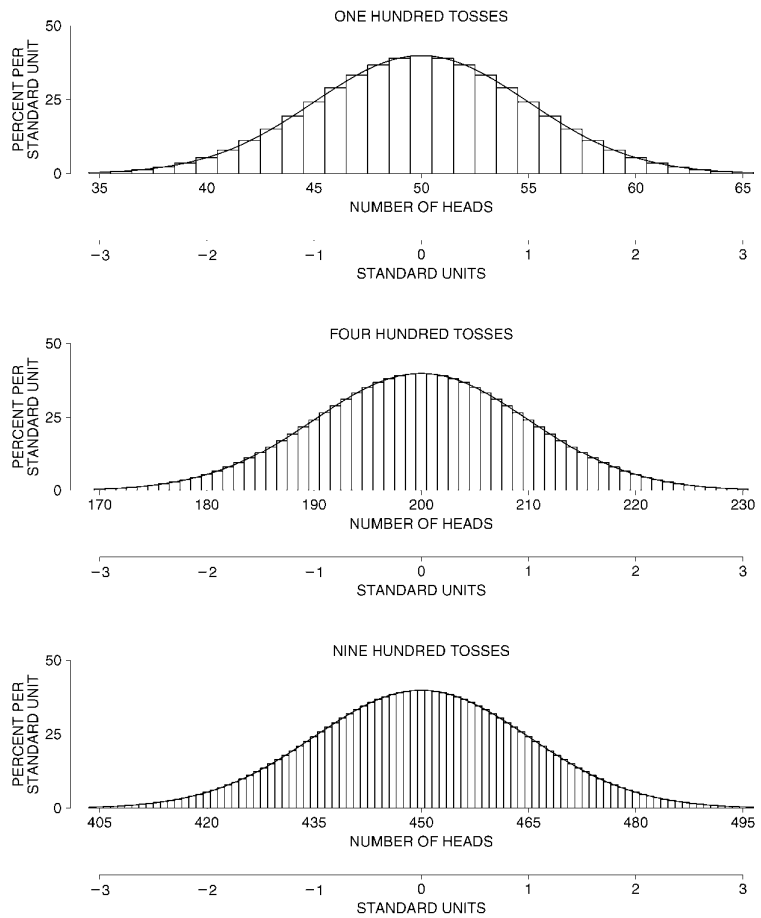 ONE HUNDRED TOSSES
PERCENT PER
STANDARD UNIT
50
25
0
35 40 45 50 55 60 65
NUMBER OF HEADS
−3 −2 −1 0 1 2 3
STANDARD UNITS
FOUR HUNDRED TOSSES
PERCENT PER
STANDARD UNIT
50
25
0
170 180 190 200 210 220 230
NUMBER OF HEADS
−3 −2 −1 0 1 2 3
STANDARD UNITS
NINE HUNDRED TOSSES
PERCENT PER
STANDARD UNIT
50
25
0
405 420 435 450 465 480 495
NUMBER OF HEADS
−3 −2 −1 0 1 2 3
STANDARD UNITS